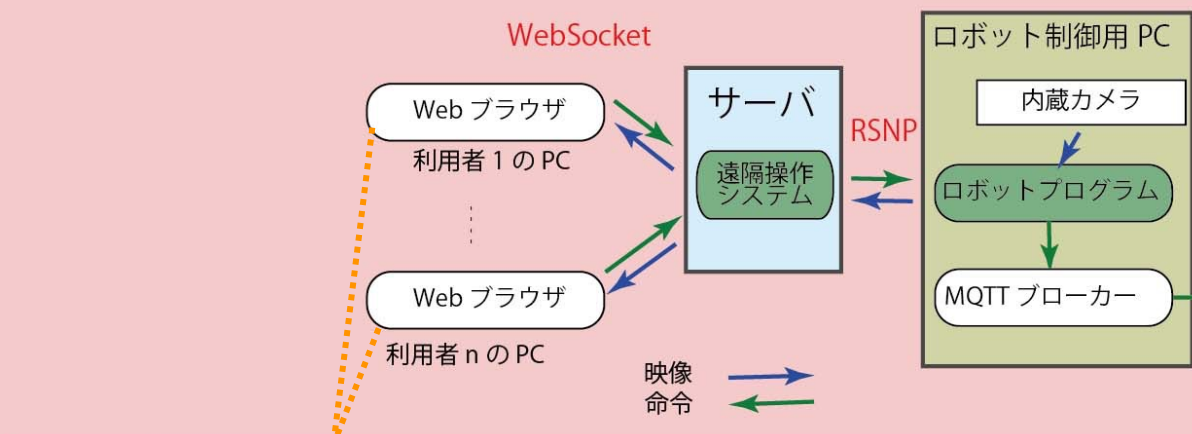 WebSocket
Web ブラウザ
利用者 1 の PC
Web ブラウザ
利用者 n の PC
サーバ
遠隔操作
システム
RSNP
ロボット制御用 PC
内蔵カメラ
ロボットプログラム
MQTT ブローカー
映像
命令